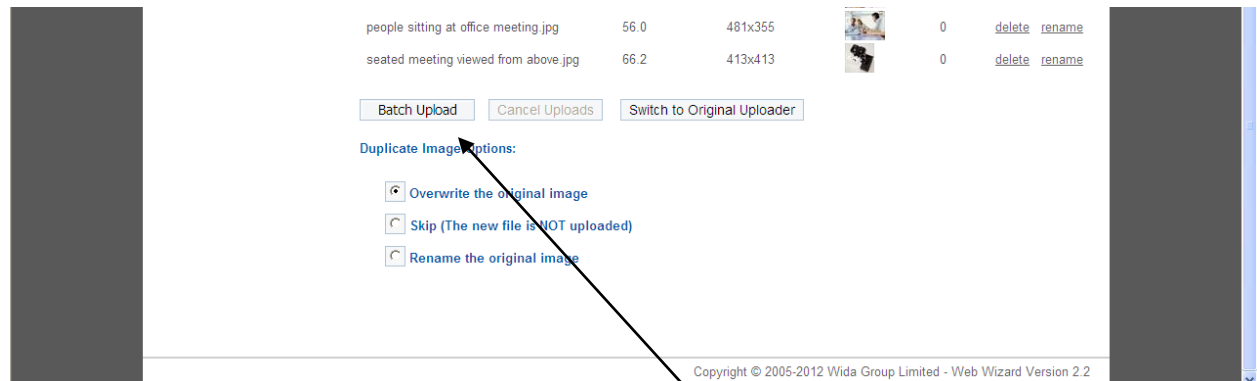 people sitting at office meeting.jpg 56.0 481x355 0 delete rename
seated meeting viewed from above.jpg 66.2 413x413 0 delete rename
Batch Upload Cancel Uploads Switch to Original Uploader
Duplicate Image Options:
Overwrite the original image
Skip (The new file is NOT uploaded)
Rename the original image
Copyright © 2005-2012 Wida Group Limited - Web Wizard Version 2.2